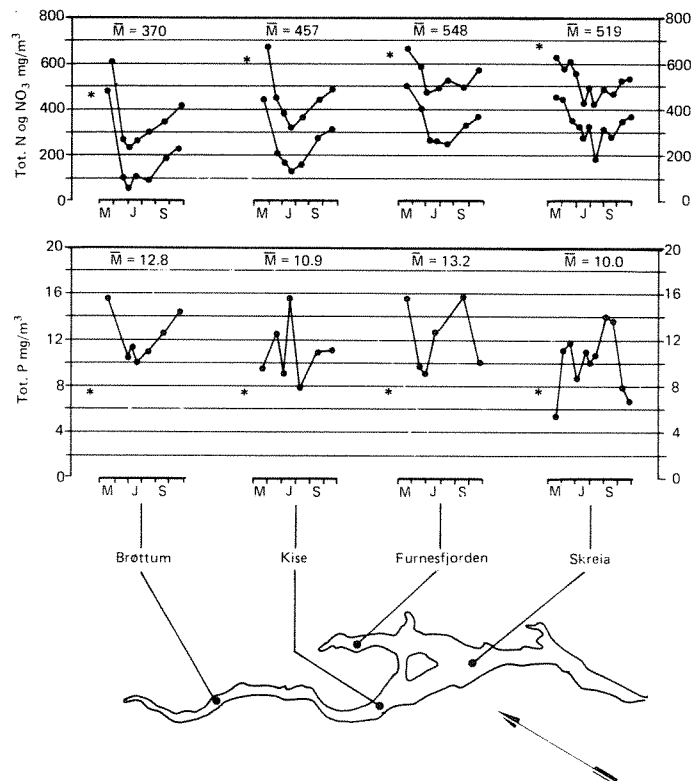 M̅ = 370 M̅ = 457 M̅ = 548 M̅ = 519
Tot. N og NO₃ mg/m³
800 800
600 600
* * * *
400 400
200 200
0 0
M J S M J S M J S M J S
M̅ = 12.8 M̅ = 10.9 M̅ = 13.2 M̅ = 10.0
Tot. P mg/m³
20 20
16 16
12 12
8 8
* * * *
4 4
0 0
M J S M J S M J S M J S
Brøttum Kise Furnesfjorden Skreia